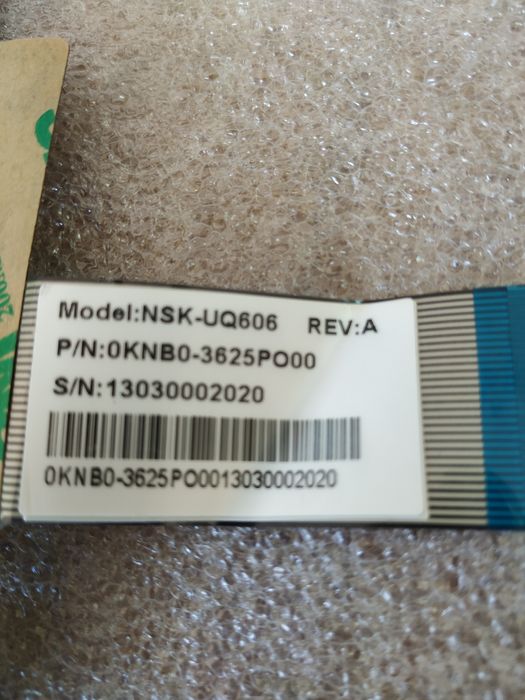 Model:NSK-UQ606 REV:A
P/N:0KNB0-3625PO00
S/N:13030002020
0KNB0-3625PO0013030002020